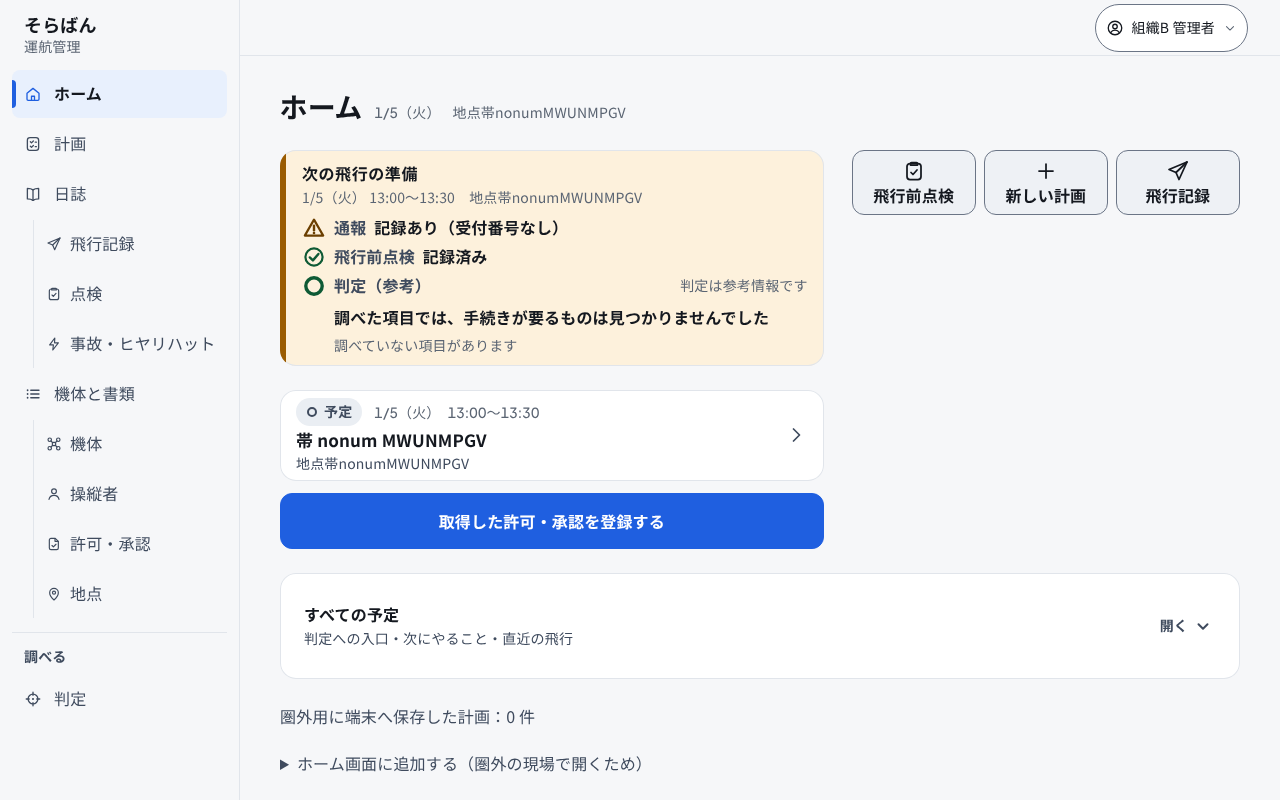 そらばん
運航管理
ホーム
計画
日誌
飛行記録
点検
事故・ヒヤリハット
機体と書類
機体
操縦者
許可・承認
地点
調べる
判定
組織B 管理者
ホーム 1/5（火） 地点帯nonumMWUNMPGV
次の飛行の準備
1/5（火） 13:00〜13:30 地点帯nonumMWUNMPGV
通報 記録あり（受付番号なし）
飛行前点検 記録済み
判定（参考） 判定は参考情報です
調べた項目では、手続きが要るものは見つかりませんでした
調べていない項目があります
飛行前点検
新しい計画
飛行記録
予定 1/5（火） 13:00〜13:30
帯 nonum MWUNMPGV
地点帯nonumMWUNMPGV
取得した許可・承認を登録する
すべての予定
判定への入口・次にやること・直近の飛行
開く
圏外用に端末へ保存した計画：0 件
ホーム画面に追加する（圏外の現場で開くため）